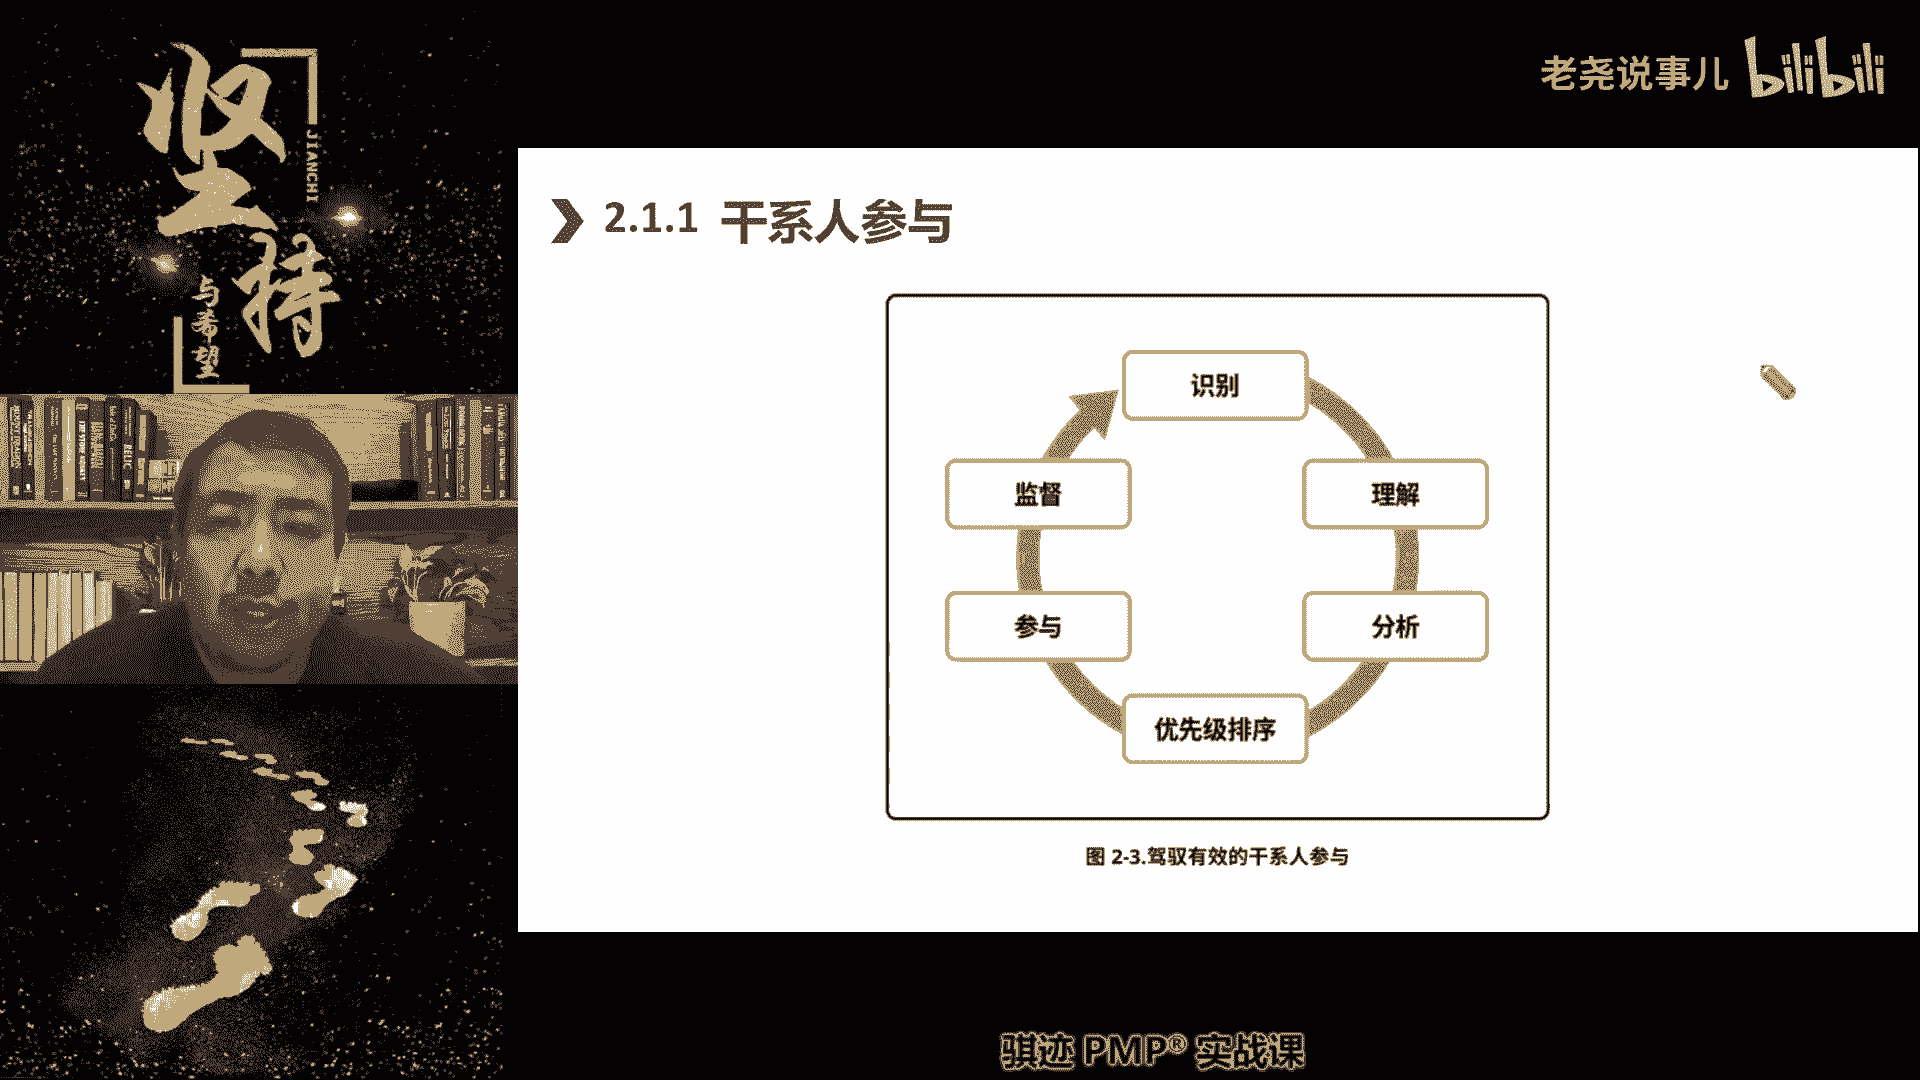 坚持
JIANCHI
与希望
老尧说事儿 bilibili
2.1.1 干系人参与
识别
监督
理解
参与
分析
优先级排序
图 2-3.驾驭有效的干系人参与
骐迹 PMP® 实战课